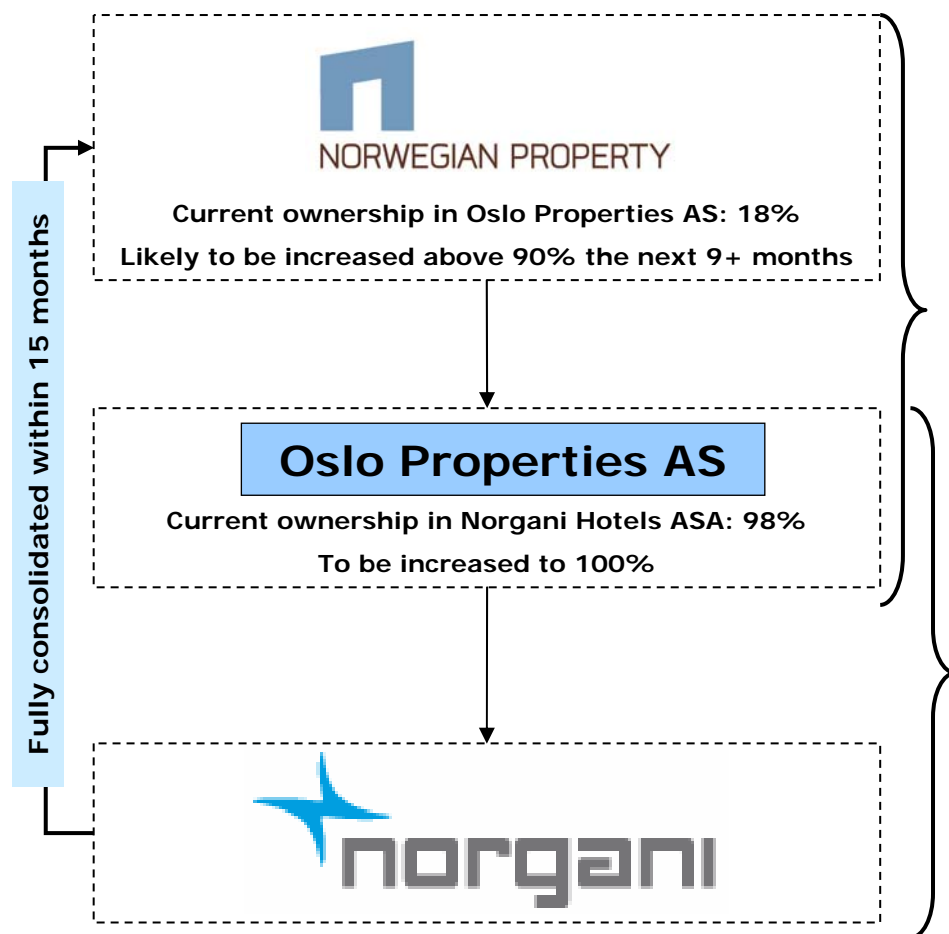 NORWEGIAN PROPERTY
Current ownership in Oslo Properties AS: 18%
Likely to be increased above 90% the next 9+ months
Fully consolidated within 15 months
Oslo Properties AS
Current ownership in Norgani Hotels ASA: 98%
To be increased to 100%
norgani